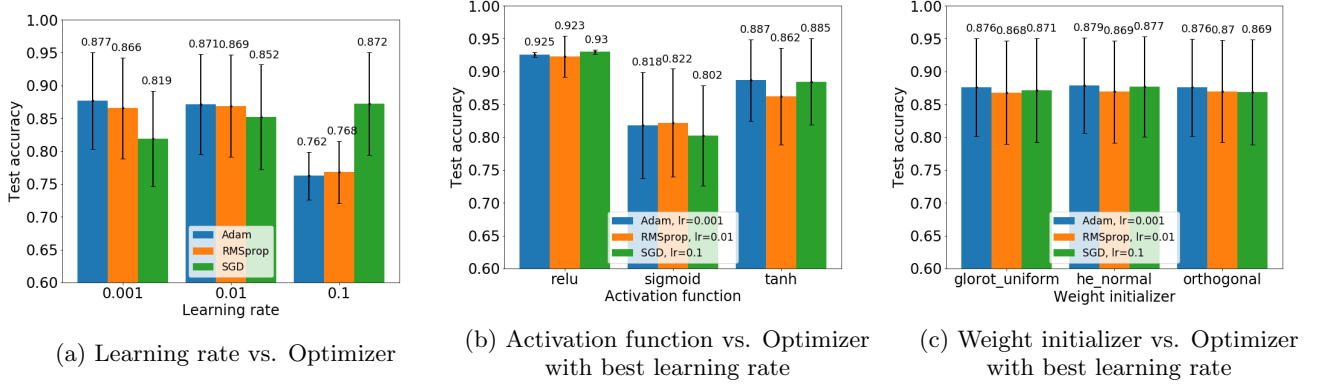 1.00
0.95
0.90
0.85
0.80
0.75
0.70
0.65
0.60
Test accuracy
0.877
0.866
0.819
0.871
0.869
0.852
0.762
0.768
0.872
Adam
RMSprop
SGD
0.001 0.01 0.1
Learning rate
(a) Learning rate vs. Optimizer
1.00
0.95
0.90
0.85
0.80
0.75
0.70
0.65
0.60
Test accuracy
0.925
0.923
0.93
0.818
0.822
0.802
0.887
0.862
0.885
Adam, lr=0.001
RMSprop, lr=0.01
SGD, lr=0.1
relu sigmoid tanh
Activation function
(b) Activation function vs. Optimizer
with best learning rate
1.00
0.95
0.90
0.85
0.80
0.75
0.70
0.65
0.60
Test accuracy
0.876
0.868
0.871
0.879
0.869
0.877
0.876
0.87
0.869
Adam, lr=0.001
RMSprop, lr=0.01
SGD, lr=0.1
glorot_uniform he_normal orthogonal
Weight initializer
(c) Weight initializer vs. Optimizer
with best learning rate